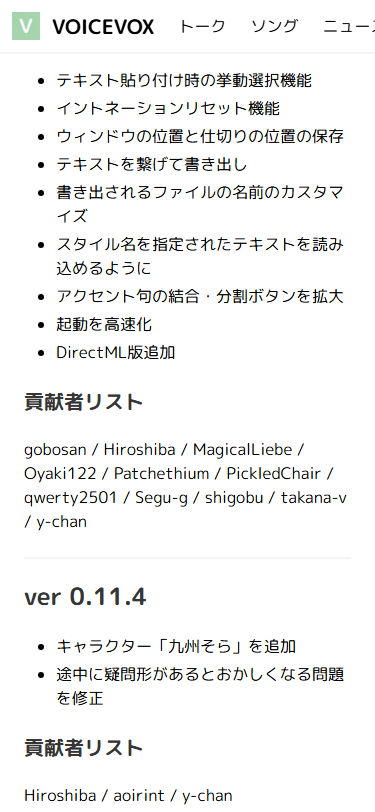 V VOICEVOX トーク ソング ニュース
テキスト貼り付け時の挙動選択機能
イントネーションリセット機能
ウィンドウの位置と仕切りの位置の保存
テキストを繋げて書き出し
書き出されるファイルの名前のカスタマ
イズ
スタイル名を指定されたテキストを読み
込めるように
アクセント句の結合・分割ボタンを拡大
起動を高速化
DirectML版追加
貢献者リスト
gobosan / Hiroshiba / MagicalLiebe /
Oyaki122 / Patchethium / PickledChair /
qwerty2501 / Segu-g / shigobu / takana-v
/ y-chan
ver 0.11.4
キャラクター「九州そら」を追加
途中に疑問形があるとおかしくなる問題
を修正
貢献者リスト
Hiroshiba / aoirint / y-chan